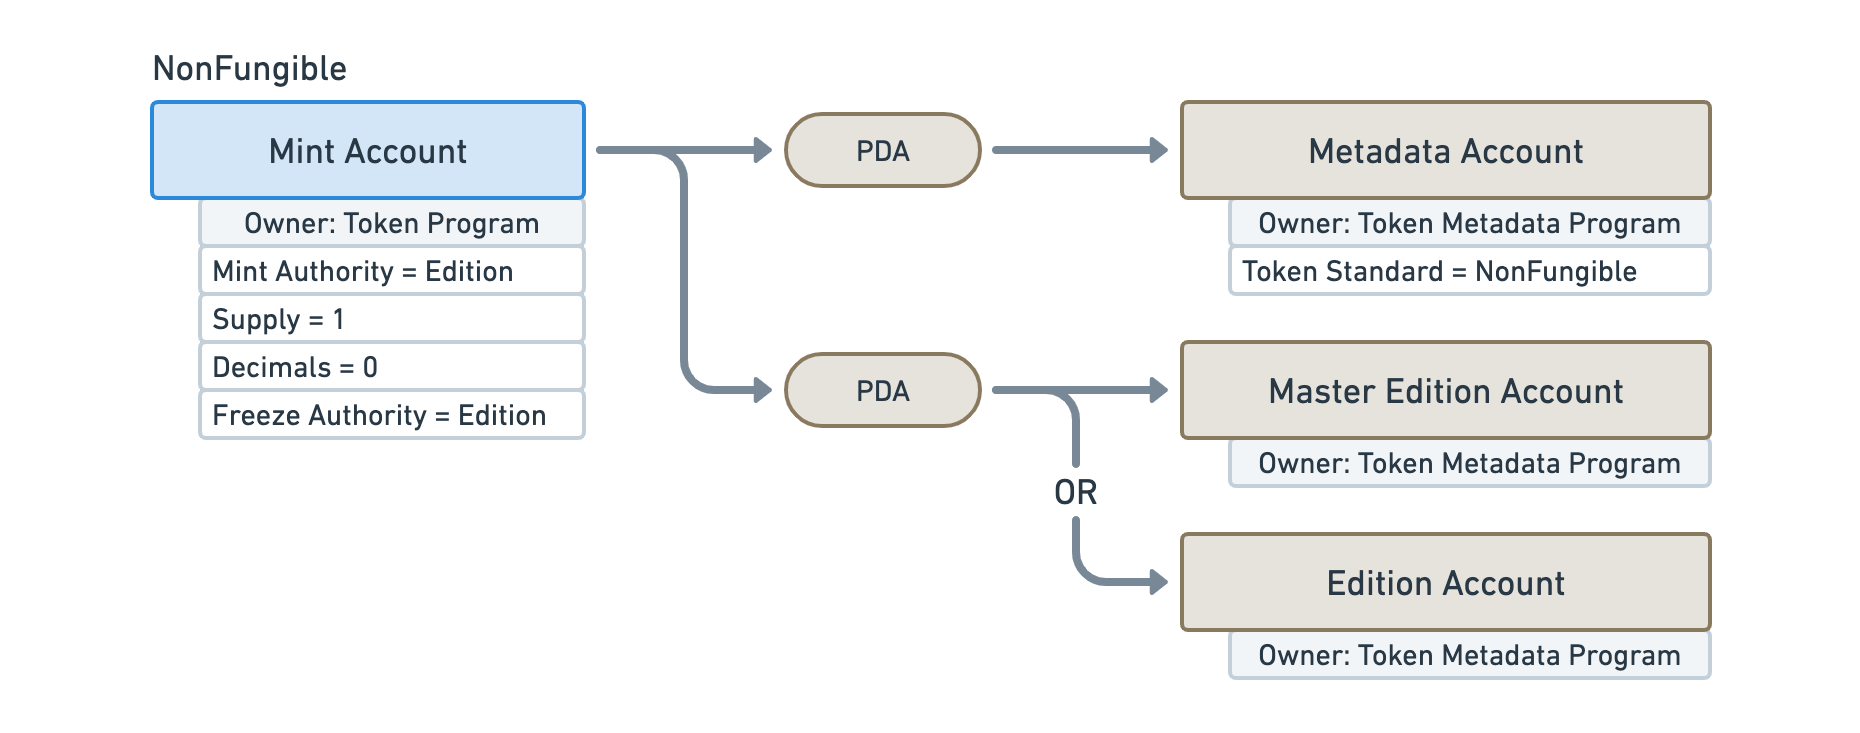 NonFungible
Mint Account
Owner: Token Program
Mint Authority = Edition
Supply = 1
Decimals = 0
Freeze Authority = Edition
PDA
Metadata Account
Owner: Token Metadata Program
Token Standard = NonFungible
PDA
Master Edition Account
Owner: Token Metadata Program
OR
Edition Account
Owner: Token Metadata Program